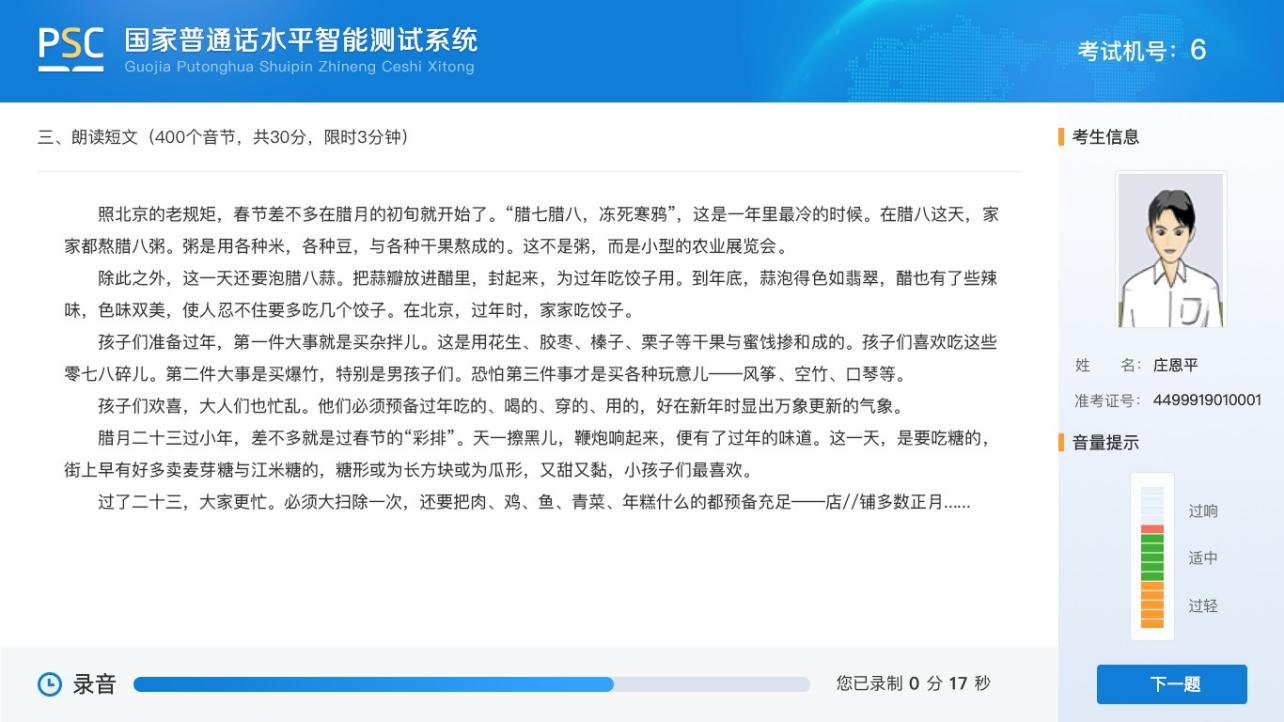 PSC 国家普通话水平智能测试系统
Guojia Putonghua Shuipin Zhineng Ceshi Xitong
考试机号：6
三、朗读短文（400个音节，共30分，限时3分钟）
照北京的老规矩，春节差不多在腊月的初旬就开始了。“腊七腊八，冻死寒鸦”，这是一年里最冷的时候。在腊八这天，家
家都熬腊八粥。粥是用各种米，各种豆，与各种干果熬成的。这不是粥，而是小型的农业展览会。
除此之外，这一天还要泡腊八蒜。把蒜瓣放进醋里，封起来，为过年吃饺子用。到年底，蒜泡得色如翡翠，醋也有了些辣
味，色味双美，使人忍不住要多吃几个饺子。在北京，过年时，家家吃饺子。
孩子们准备过年，第一件大事就是买杂拌儿。这是用花生、胶枣、榛子、栗子等干果与蜜饯掺和成的。孩子们喜欢吃这些
零七八碎儿。第二件大事是买爆竹，特别是男孩子们。恐怕第三件事才是买各种玩意儿——风筝、空竹、口琴等。
孩子们欢喜，大人们也忙乱。他们必须预备过年吃的、喝的、穿的、用的，好在新年时显出万象更新的气象。
腊月二十三过小年，差不多就是过春节的“彩排”。天一擦黑儿，鞭炮响起来，便有了过年的味道。这一天，是要吃糖的，
街上早有好多卖麦芽糖与江米糖的，糖形或为长方块或为瓜形，又甜又黏，小孩子们最喜欢。
过了二十三，大家更忙。必须大扫除一次，还要把肉、鸡、鱼、青菜、年糕什么的都预备充足——店//铺多数正月……
考生信息
姓 名：庄恩平
准考证号：4499919010001
音量提示
过响
适中
过轻
录音
您已录制 0 分 17 秒
下一题